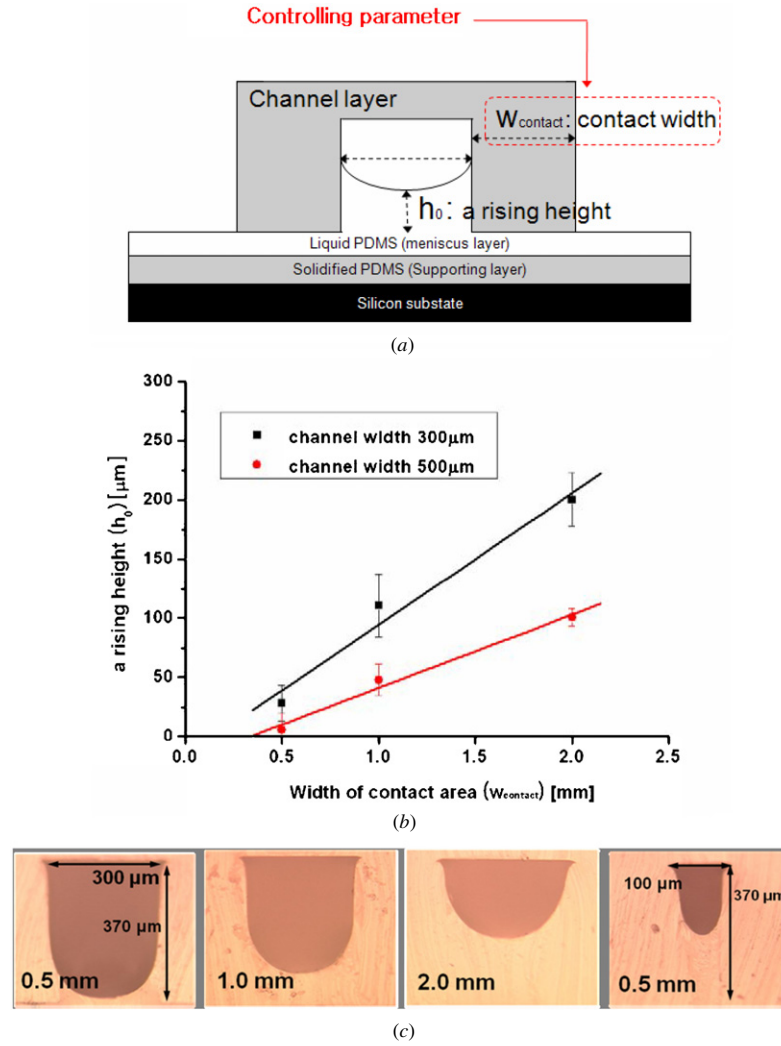 Controlling parameter
Channel layer
Wcontact: contact width
h₀: a rising height
Liquid PDMS (meniscus layer)
Solidified PDMS (Supporting layer)
Silicon substate
(a)
a rising height (h₀) [μm]
300
250
200
150
100
50
0
channel width 300μm
channel width 500μm
0.0 0.5 1.0 1.5 2.0 2.5
Width of contact area (Wcontact) [mm]
(b)
300 μm
370 μm
0.5 mm
1.0 mm
2.0 mm
100 μm
370 μm
0.5 mm
(c)